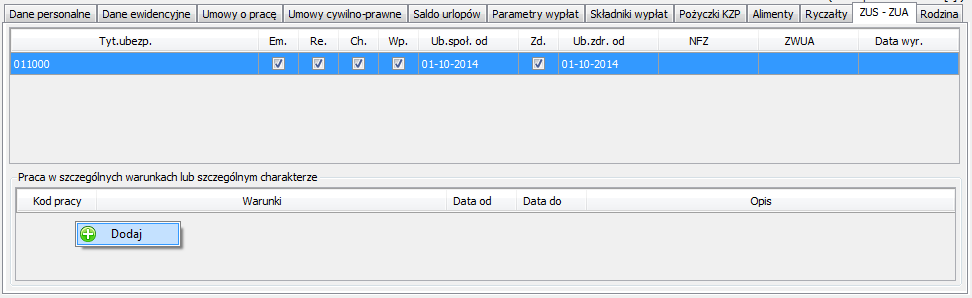 Dane personalne Dane ewidencyjne Umowy o pracę Umowy cywilno-prawne Saldo urlopów Parametry wypłat Składniki wypłat Pożyczki KZP Alimenty Ryczałty ZUS - ZUA Rodzina
Tyt.ubezp. Em. Re. Ch. Wp. Ub.społ. od Zd. Ub.zdr. od NFZ ZWUA Data wyr.
011000 01-10-2014 01-10-2014
Praca w szczególnych warunkach lub szczególnym charakterze
Kod pracy Warunki Data od Data do Opis
Dodaj